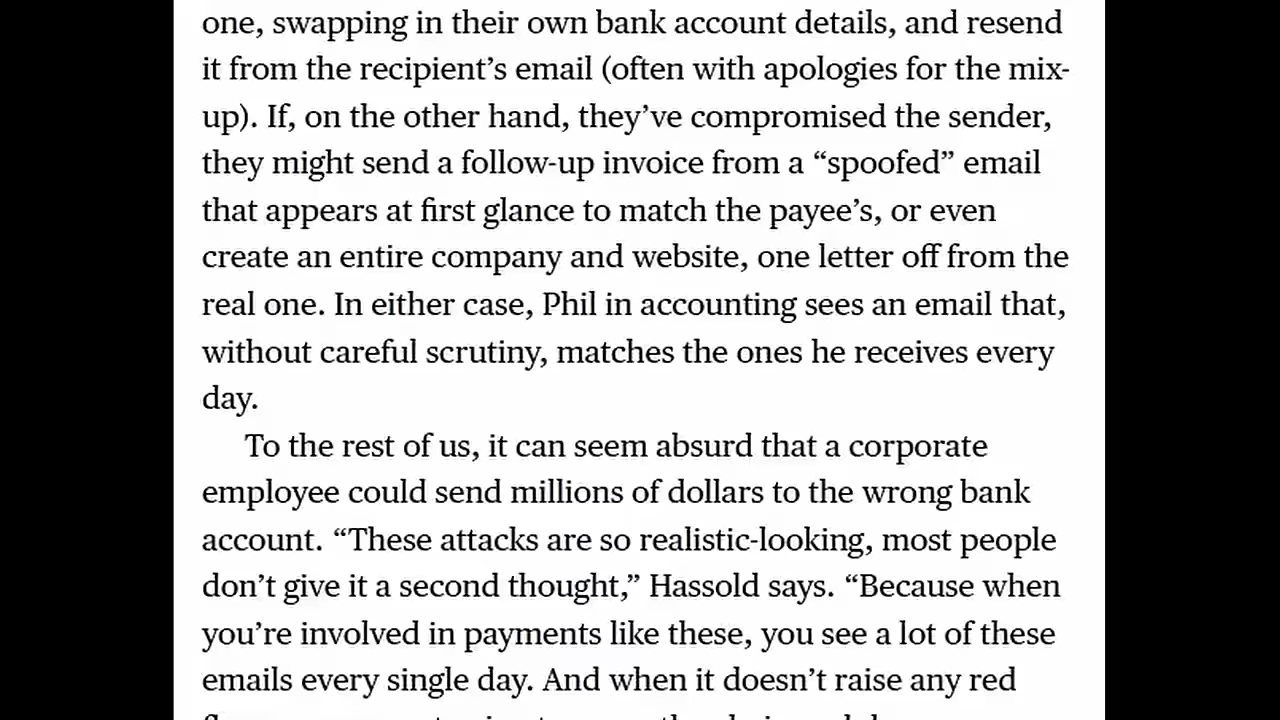 one, swapping in their own bank account details, and resend
it from the recipient’s email (often with apologies for the mix-
up). If, on the other hand, they’ve compromised the sender,
they might send a follow-up invoice from a “spoofed” email
that appears at first glance to match the payee’s, or even
create an entire company and website, one letter off from the
real one. In either case, Phil in accounting sees an email that,
without careful scrutiny, matches the ones he receives every
day.
To the rest of us, it can seem absurd that a corporate
employee could send millions of dollars to the wrong bank
account. “These attacks are so realistic-looking, most people
don’t give it a second thought,” Hassold says. “Because when
you’re involved in payments like these, you see a lot of these
emails every single day. And when it doesn’t raise any red